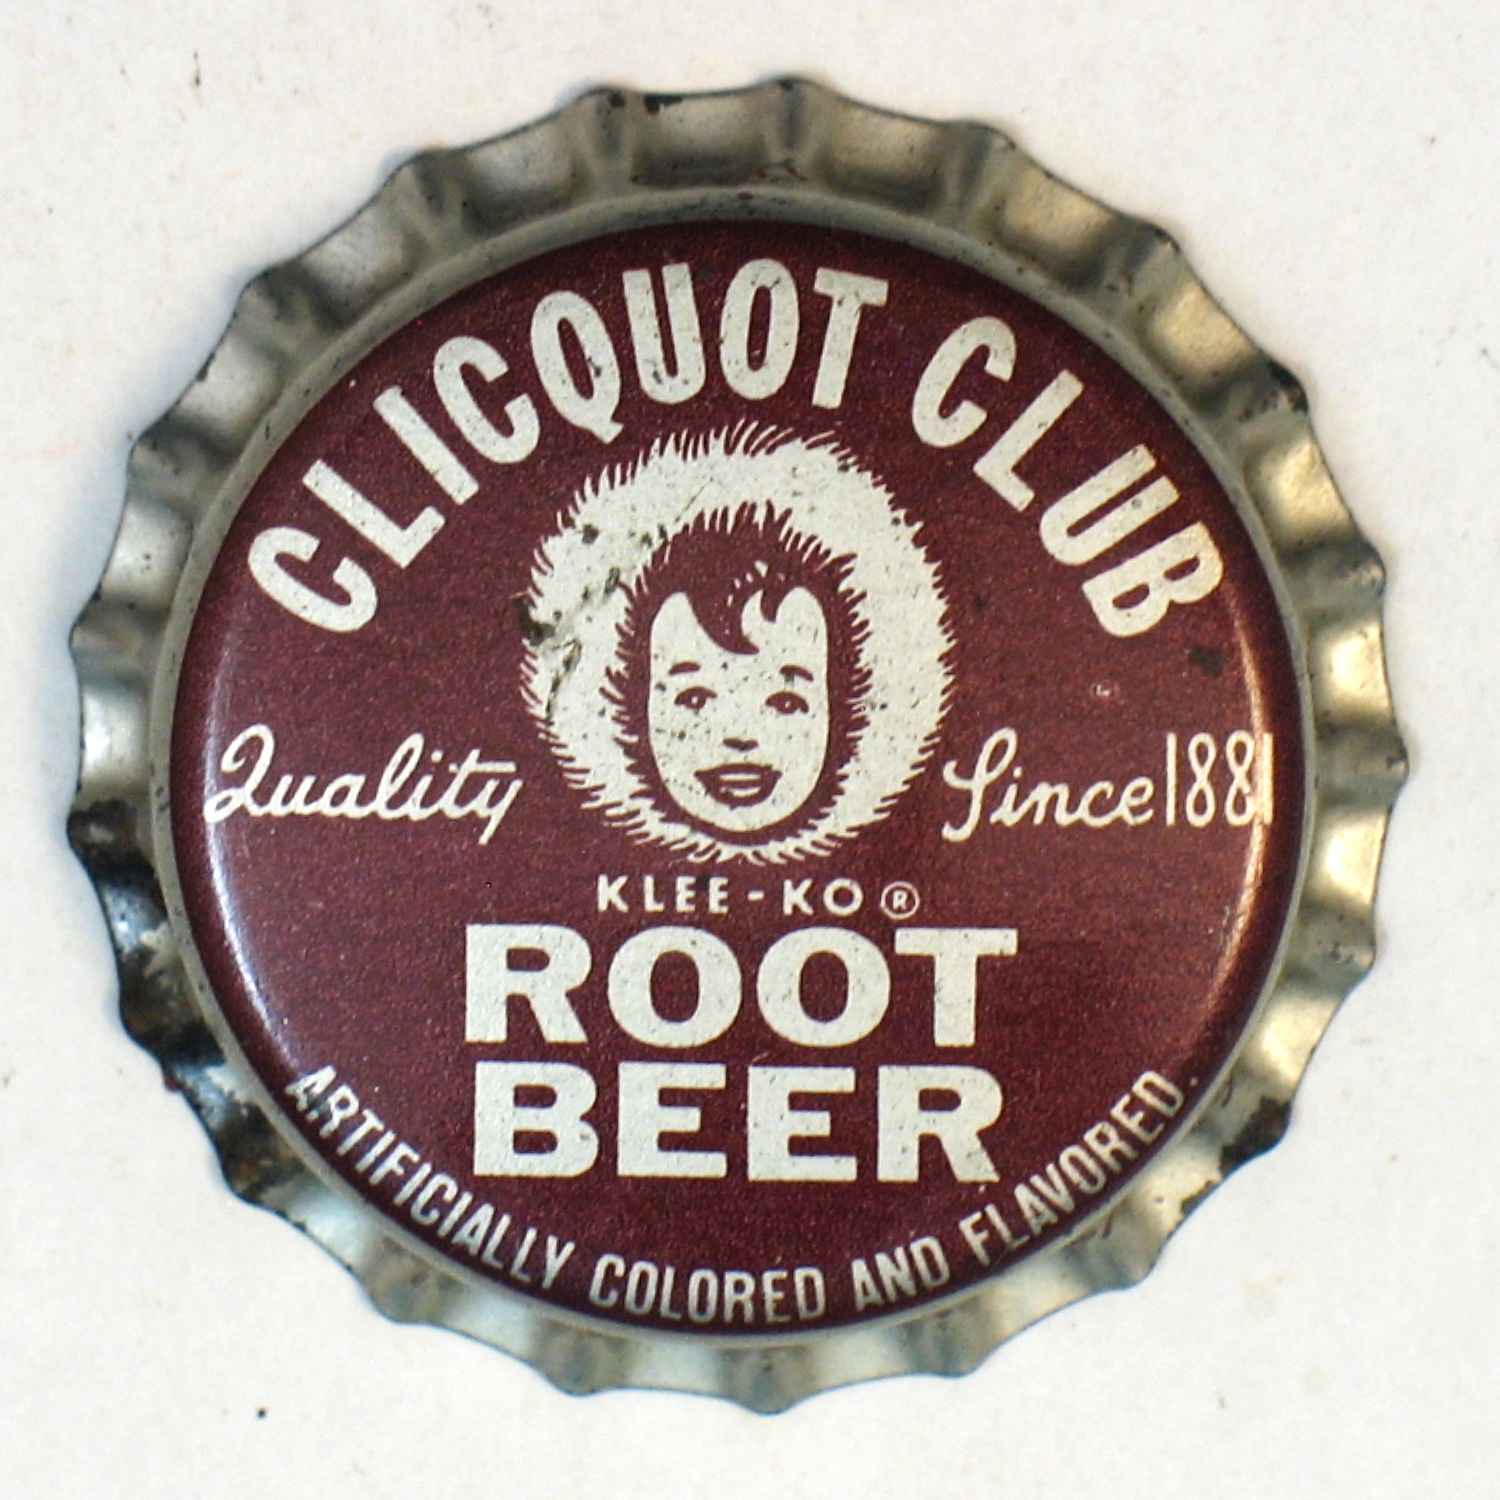 CLICQUOT CLUB
Quality Since 1881
KLEE-KO®
ROOT
BEER
ARTIFICIALLY COLORED AND FLAVORED.